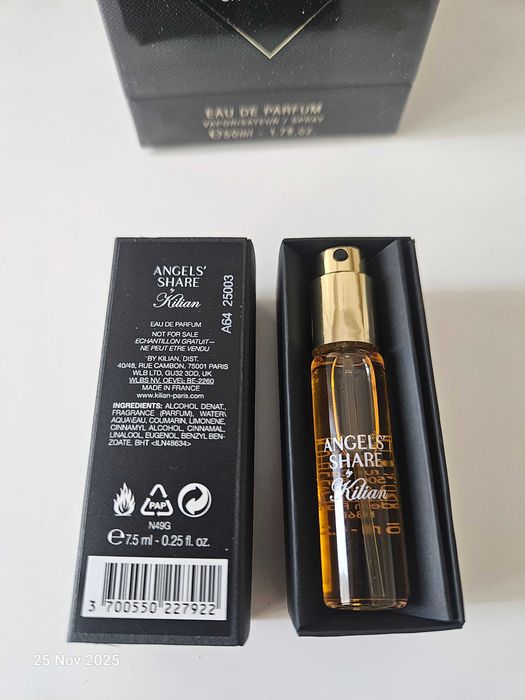 EAU DE PARFUM
VAPORISATEUR / SPRAY
℮50ml - 1.7fl.oz.
ANGELS'
SHARE
by
Kilian
A64 25003
EAU DE PARFUM
NOT FOR SALE
ECHANTILLON GRATUIT–
NE PEUT ETRE VENDU
BY KILIAN, DIST.
40/48, RUE CAMBON, 75001 PARIS
WLB LTD, GU32 3DD, UK
WLBS NV, OEVEL BE-2260
MADE IN FRANCE
www.kilian-paris.com
INGREDIENTS: ALCOHOL DENAT,
FRAGRANCE (PARFUM), WATER\
AQUA\EAU, COUMARIN, LIMONENE,
CINNAMYL ALCOHOL, CINNAMAL,
LINALOOL, EUGENOL, BENZYL BEN-
ZOATE, BHT <ILN48634>
PAP
N49G
℮7.5 ml - 0.25 fl. oz.
3 700550 227922
ANGELS'
SHARE
by
Kilian
25 Nov 2025